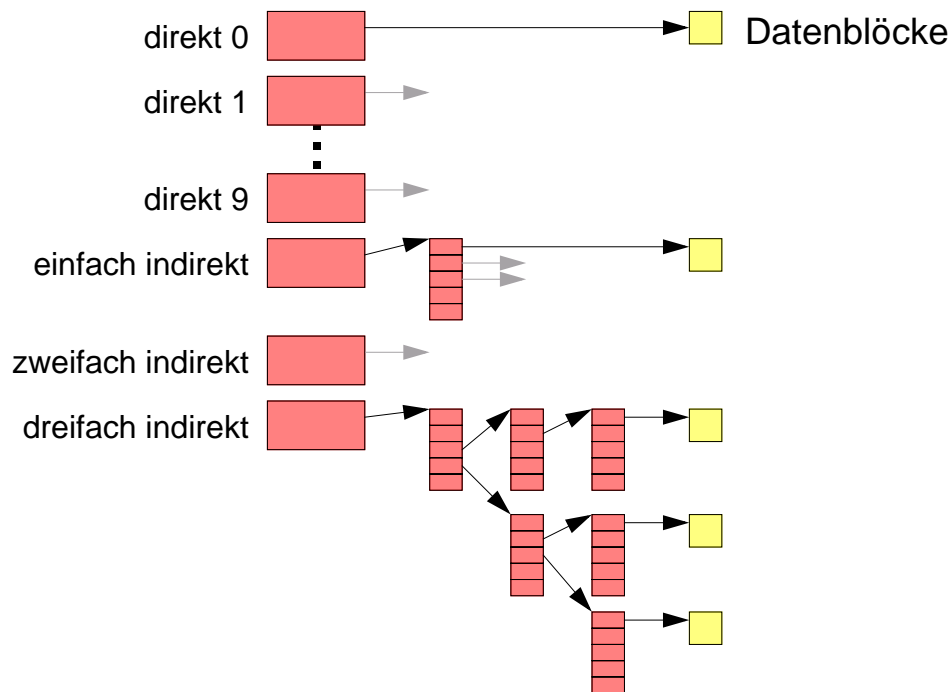 direkt 0
Datenblöcke
direkt 1
direkt 9
einfach indirekt
zweifach indirekt
dreifach indirekt